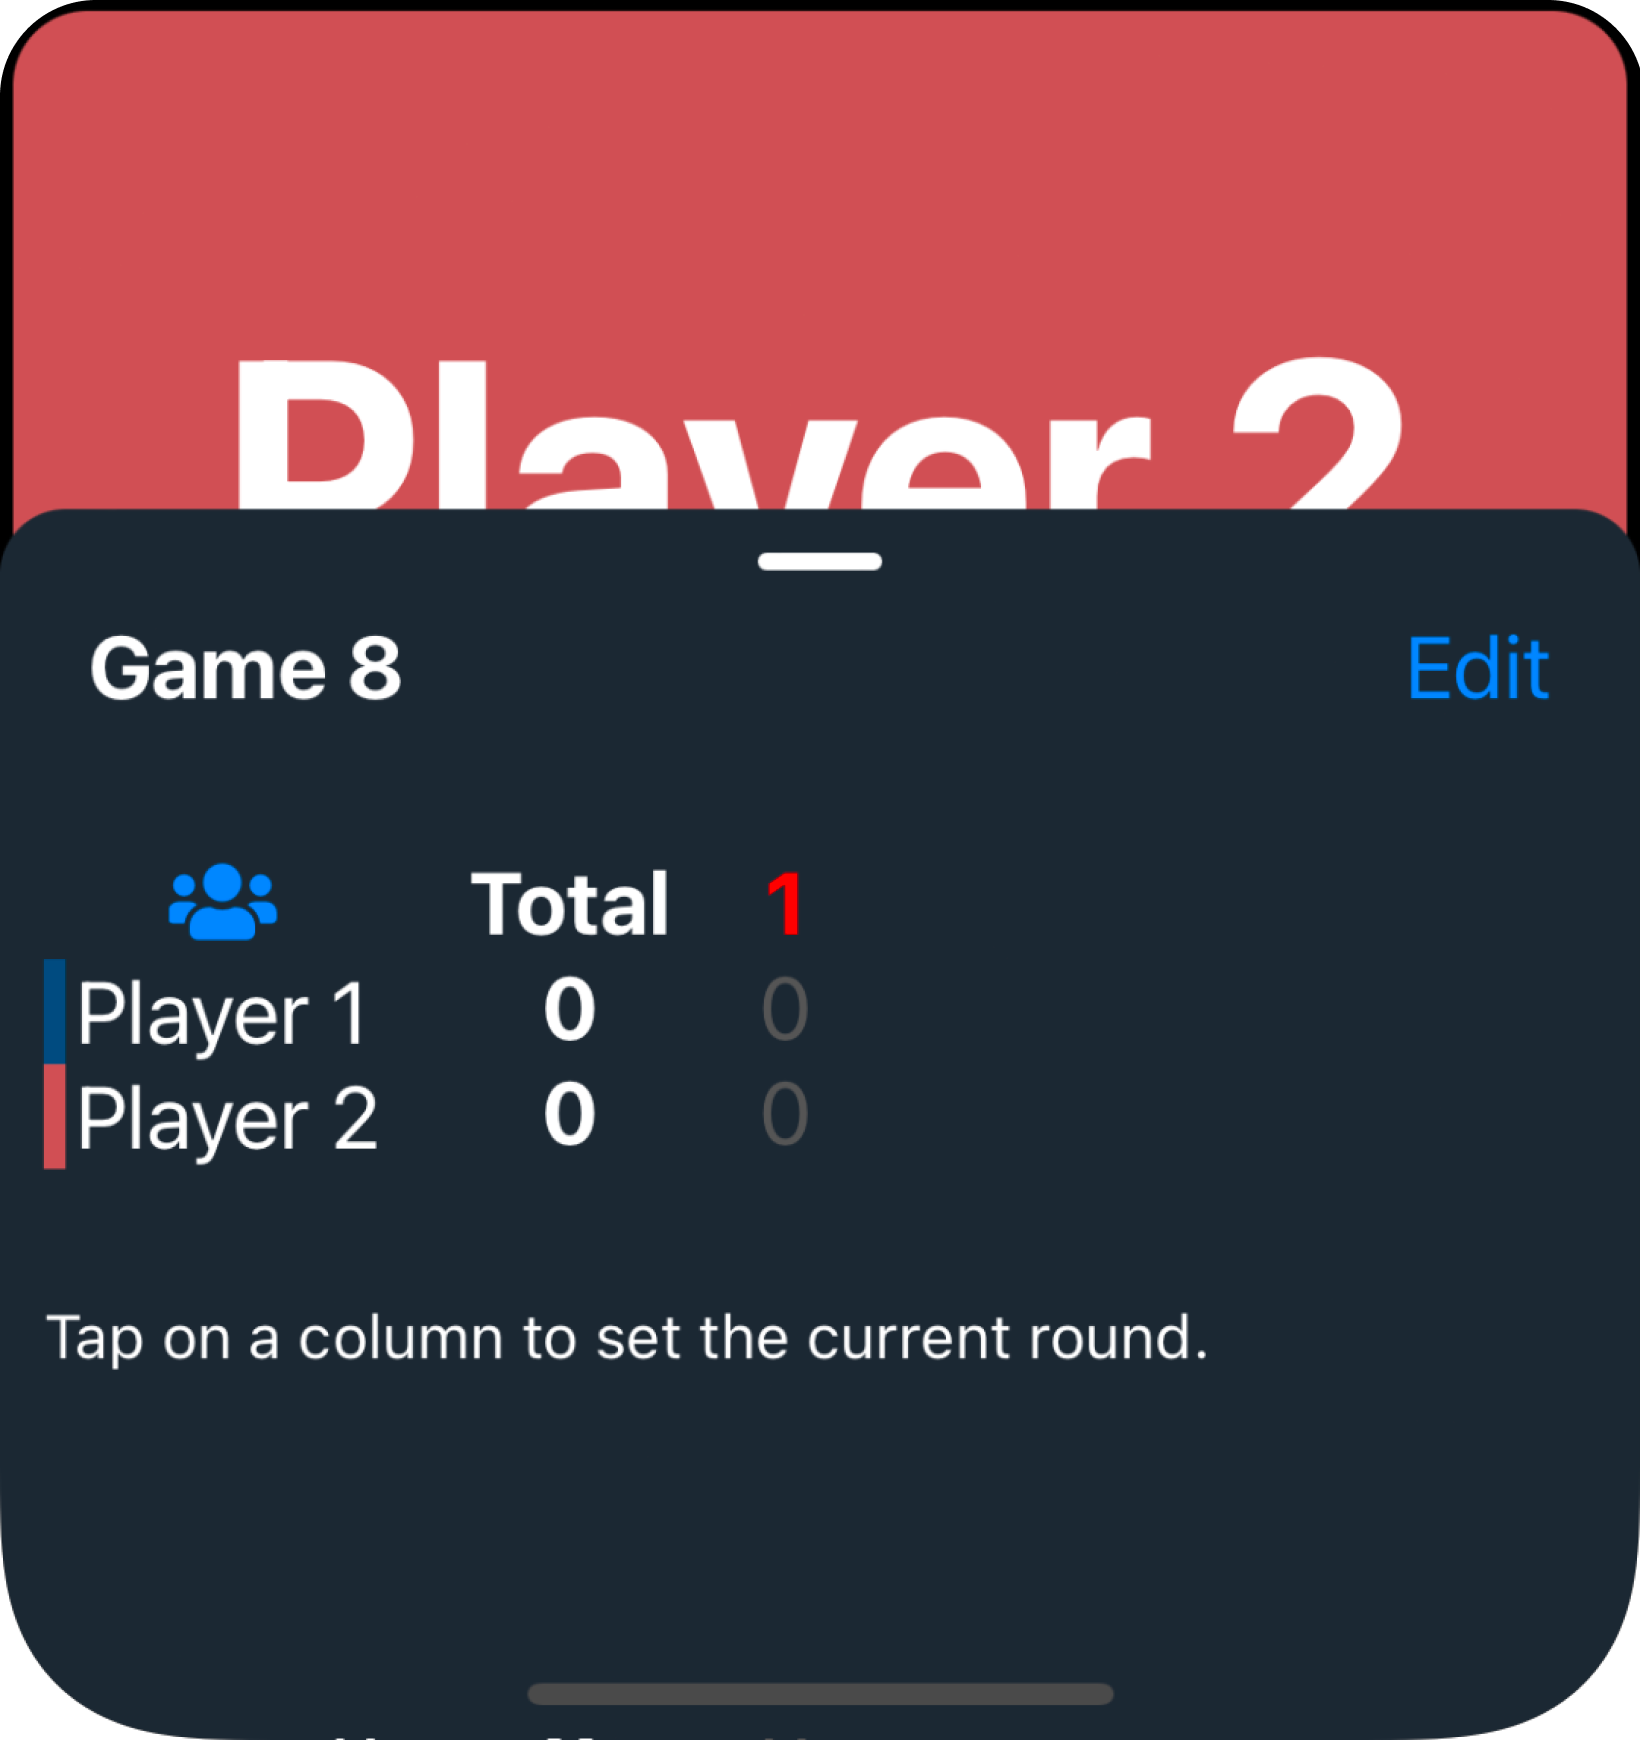 Player 2
Game 8
Edit
Total 1
Player 1 0 0
Player 2 0 0
Tap on a column to set the current round.